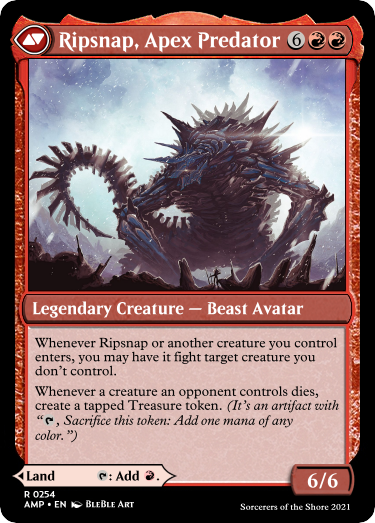 Ripsnap, Apex Predator 6
Legendary Creature — Beast Avatar
Whenever Ripsnap or another creature you control
enters, you may have it fight target creature you
don't control.
Whenever a creature an opponent controls dies,
create a tapped Treasure token. (It's an artifact with
“, Sacrifice this token: Add one mana of any
color.”)
Land : Add .
6/6
R 0254
AMP • EN BleBle Art
Sorcerers of the Shore 2021